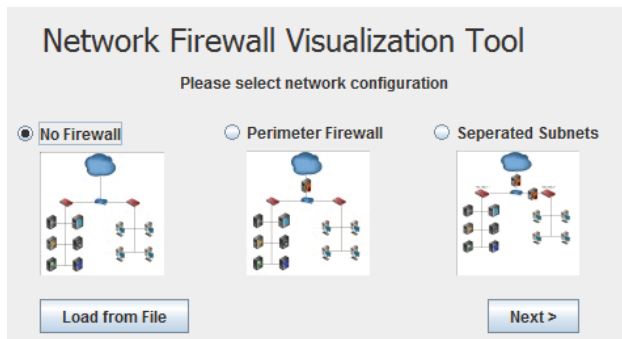 Network Firewall Visualization Tool
Please select network configuration
No Firewall
Perimeter Firewall
Seperated Subnets
Load from File
Next >